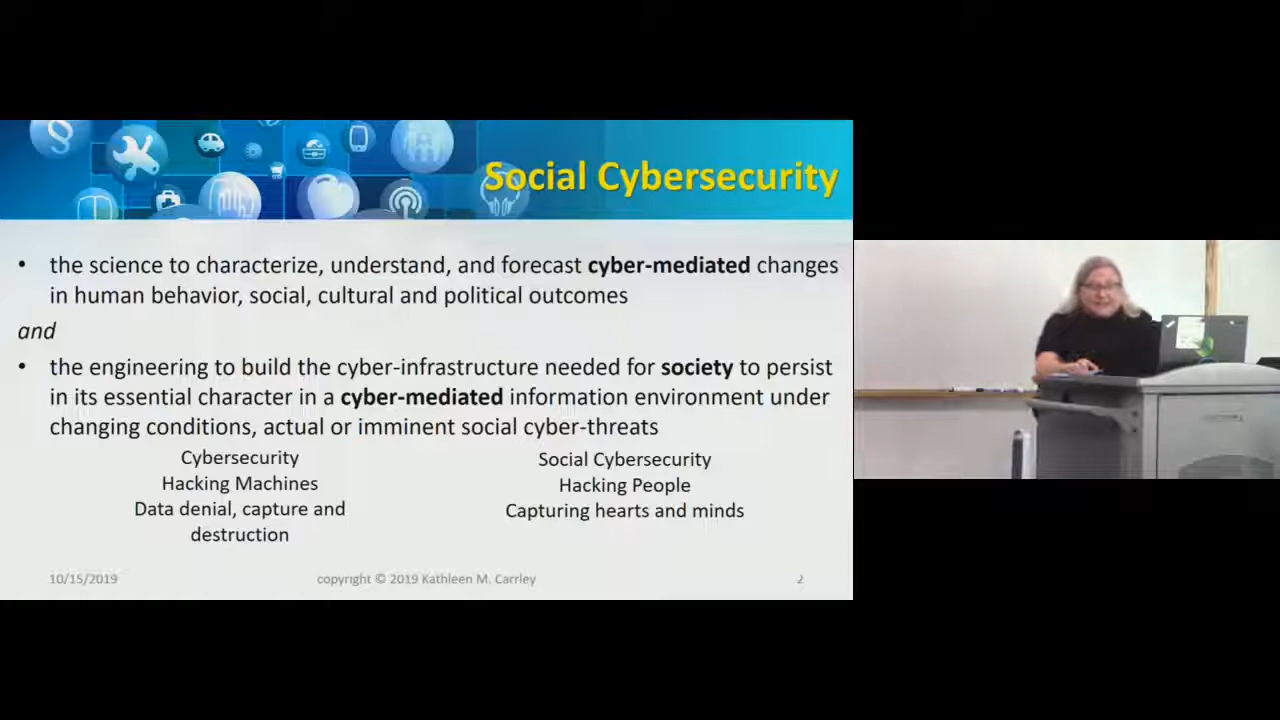 Social Cybersecurity
• the science to characterize, understand, and forecast cyber-mediated changes
in human behavior, social, cultural and political outcomes
and
• the engineering to build the cyber-infrastructure needed for society to persist
in its essential character in a cyber-mediated information environment under
changing conditions, actual or imminent social cyber-threats
Cybersecurity
Hacking Machines
Data denial, capture and
destruction
Social Cybersecurity
Hacking People
Capturing hearts and minds
10/15/2019
copyright © 2019 Kathleen M. Carrley
2